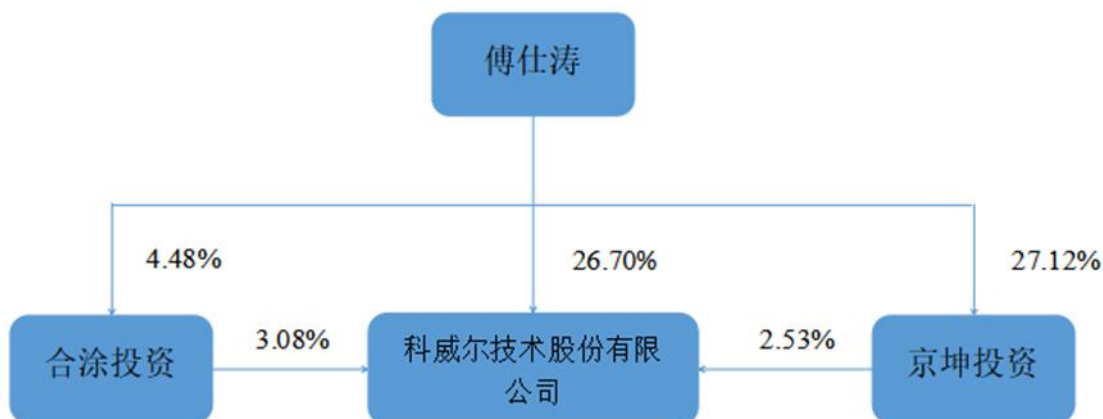 傅仕涛
4.48%
26.70%
27.12%
合涂投资
3.08%
科威尔技术股份有限
公司
2.53%
京坤投资